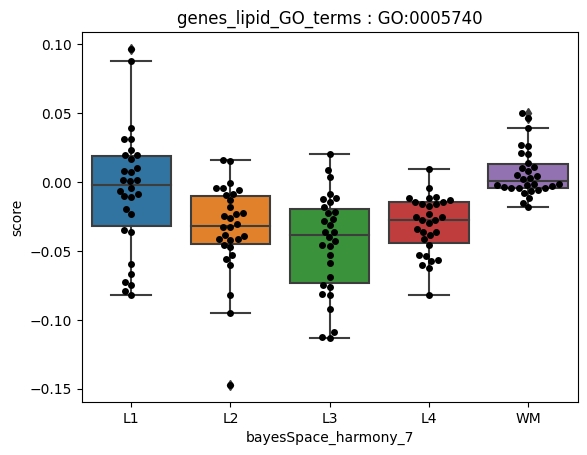 genes_lipid_GO_terms : GO:0005740
0.10
0.05
0.00
−0.05
−0.10
−0.15
score
L1 L2 L3 L4 WM
bayesSpace_harmony_7